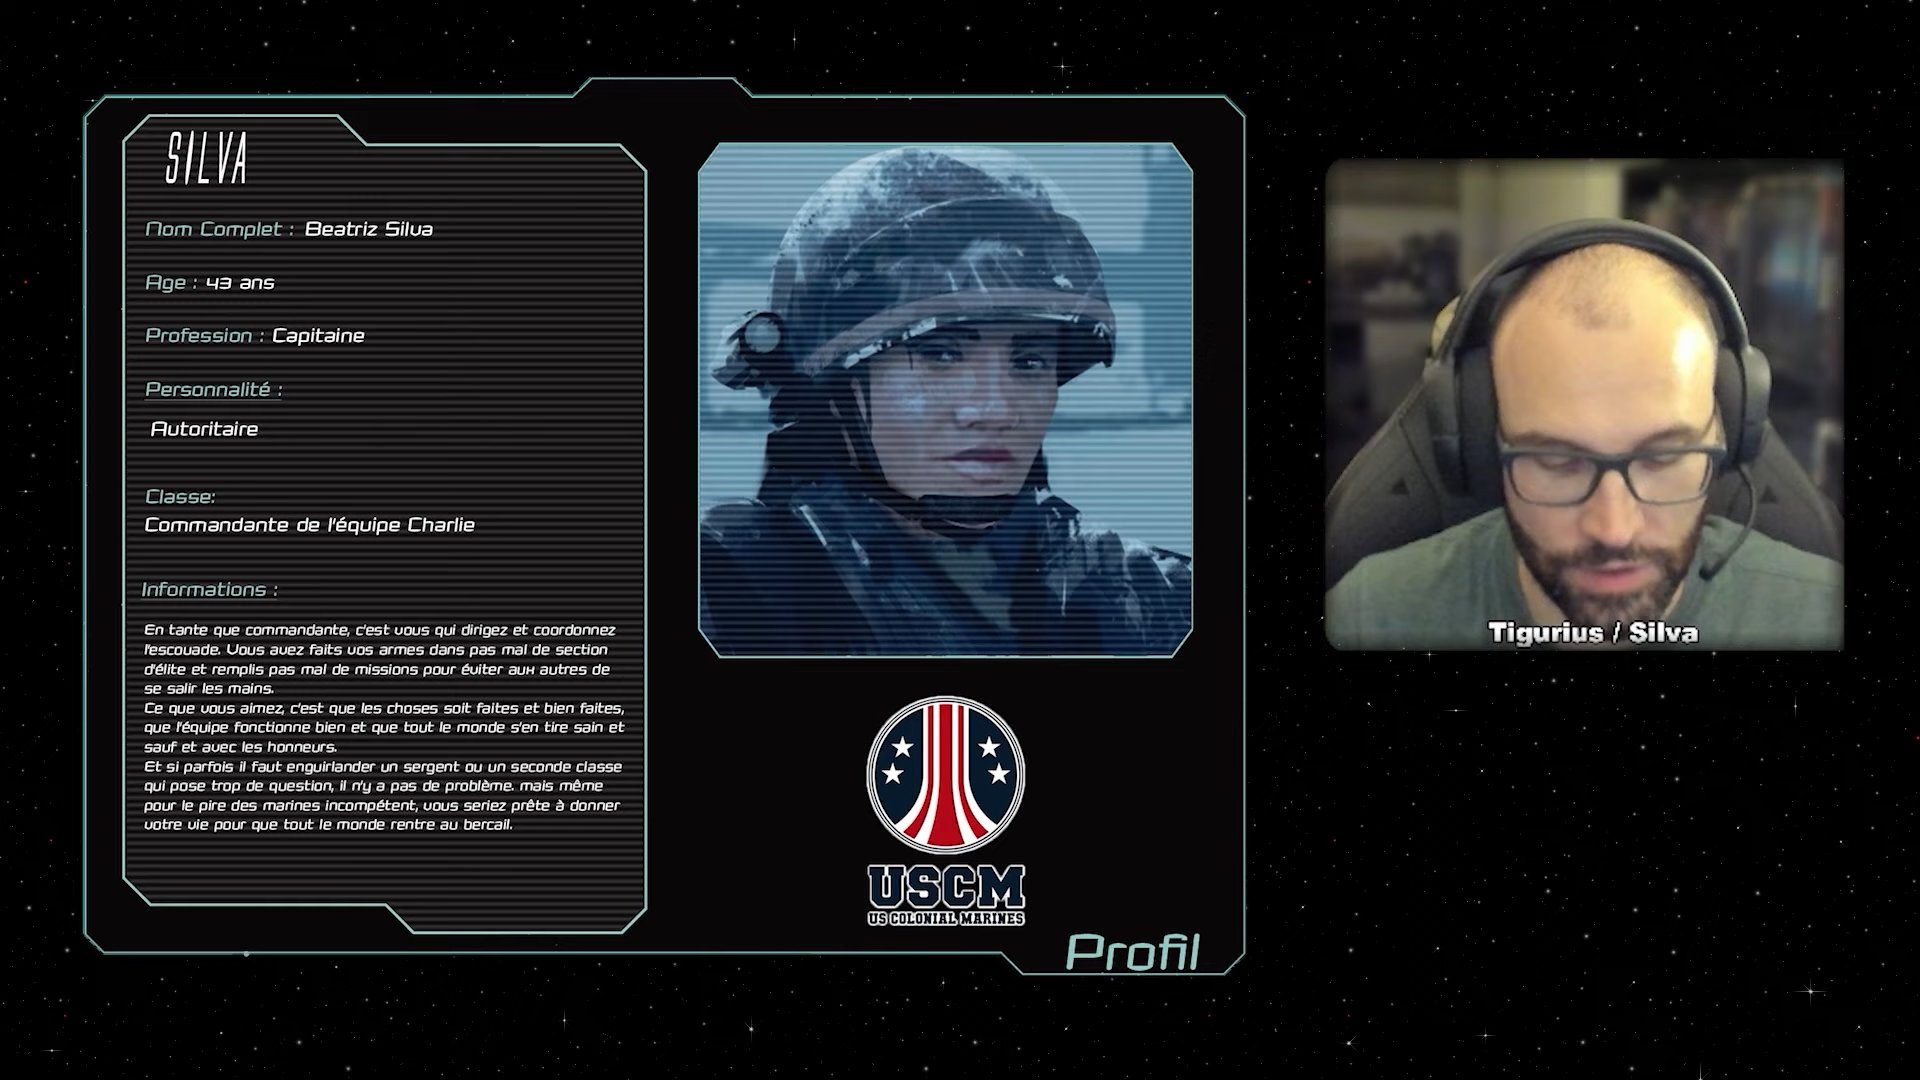 SILVA
Nom Complet : Beatriz Silva
Age : 43 ans
Profession : Capitaine
Personnalité :
Autoritaire
Classe:
Commandante de l'équipe Charlie
Informations :
En tante que commandante, c'est vous qui dirigez et coordonnez
l'escouade. Vous avez faits vos armes dans pas mal de section
d'élite et remplis pas mal de missions pour éviter aux autres de
se salir les mains.
Ce que vous aimez, c'est que les choses soit faites et bien faites,
que l'équipe fonctionne bien et que tout le monde s'en tire sain et
sauf et avec les honneurs.
Et si parfois il faut enguirlander un sergent ou un seconde classe
qui pose trop de question, il n'y a pas de problème. mais même
pour le pire des marines incompétent, vous seriez prête à donner
votre vie pour que tout le monde rentre au bercail.
USCM
US COLONIAL MARINES
Profil
Tigurius / Silva